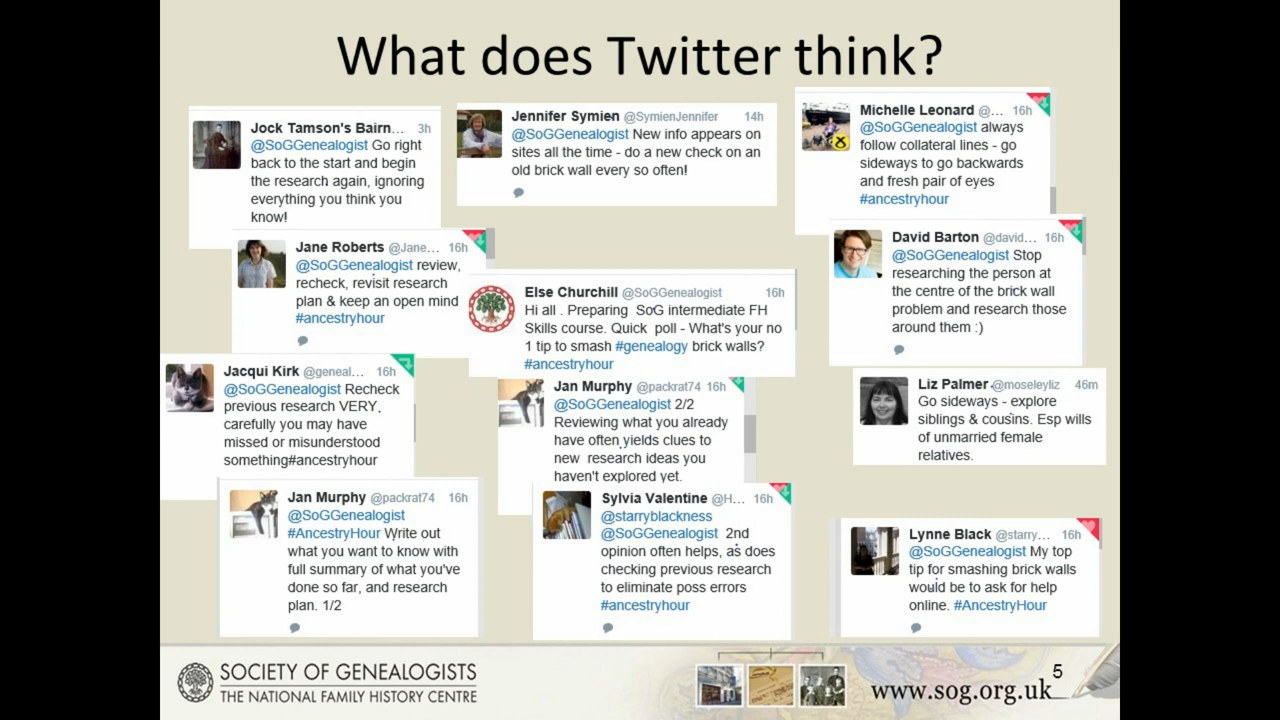 What does Twitter think?
Jock Tamson's Bairn... 3h
@SoGGenealogist Go right
back to the start and begin
the research again, ignoring
everything you think you
know!
Jennifer Symien @SymienJennifer 14h
@SoGGenealogist New info appears on
sites all the time - do a new check on an
old brick wall every so often!
Michelle Leonard @... 16h
@SoGGenealogist always
follow collateral lines - go
sideways to go backwards
and fresh pair of eyes
#ancestryhour
Jane Roberts @Jane... 16h
@SoGGenealogist review,
recheck, revisit research
plan & keep an open mind
#ancestryhour
Else Churchill @SoGGenealogist 16h
Hi all . Preparing SoG intermediate FH
Skills course. Quick poll - What's your no
1 tip to smash #genealogy brick walls?
#ancestryhour
David Barton @david... 16h
@SoGGenealogist Stop
researching the person at
the centre of the brick wall
problem and research those
around them :)
Jacqui Kirk @geneal... 16h
@SoGGenealogist Recheck
previous research VERY
carefully you may have
missed or misunderstood
something#ancestryhour
Jan Murphy @packrat74 16h
@SoGGenealogist 2/2
Reviewing what you already
have often yields clues to
new research ideas you
haven't explored yet.
Liz Palmer @moseleyliz 46m
Go sideways - explore
siblings & cousins. Esp wills
of unmarried female
relatives.
Jan Murphy @packrat74 16h
@SoGGenealogist
#AncestryHour Write out
what you want to know with
full summary of what you've
done so far, and research
plan. 1/2
Sylvia Valentine @H... 16h
@starryblackness
@SoGGenealogist 2nd
opinion often helps, as does
checking previous research
to eliminate poss errors
#ancestryhour
Lynne Black @starry... 16h
@SoGGenealogist My top
tip for smashing brick walls
would be to ask for help
online. #AncestryHour
SOCIETY OF GENEALOGISTS
THE NATIONAL FAMILY HISTORY CENTRE
www.sog.org.uk
5